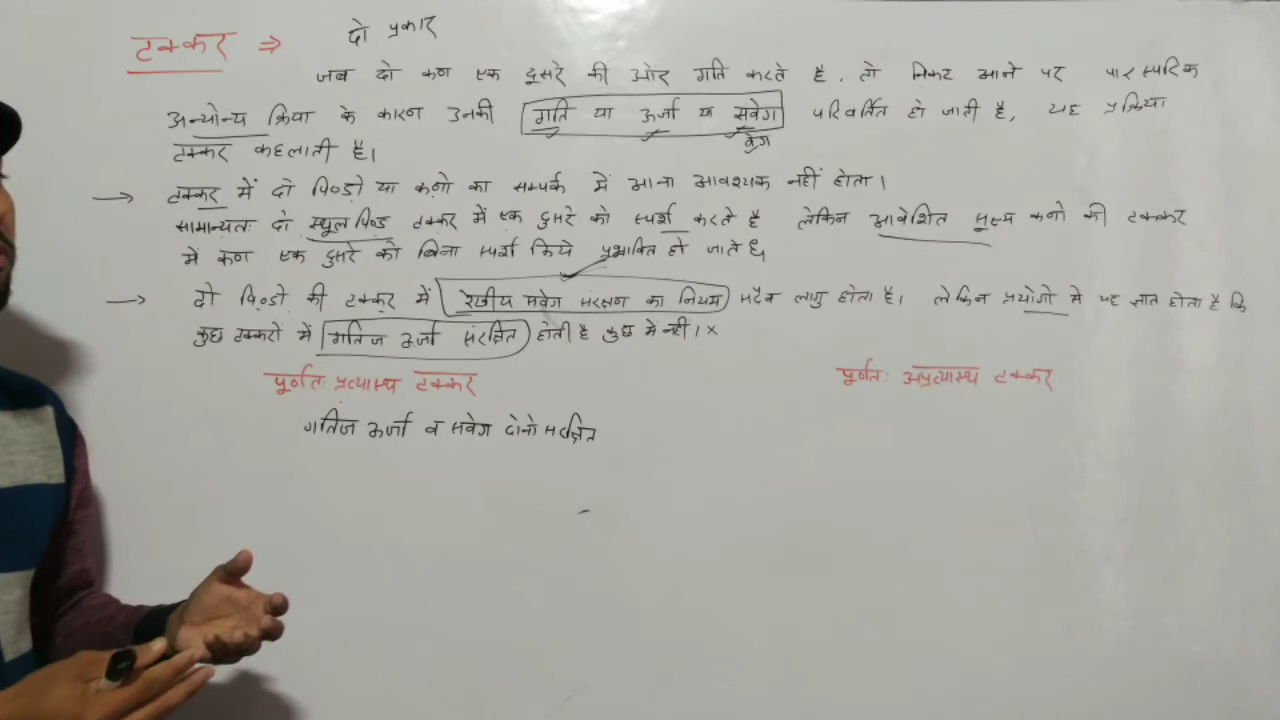 दो प्रकार
टक्कर ⇒
जब दो कण एक दूसरे की ओर गति करते है, तो निकट आने पर पारस्परिक
अन्योन्य क्रिया के कारण उनकी गति या ऊर्जा या सवेग परिवर्तित हो जाती है, यह प्रक्रिया
वेग
टक्कर कहलाती है।
→ टक्कर में दो पिण्डो या कणो का सम्पर्क में आना आवश्यक नहीं होता।
सामान्यतः दो स्थूल पिण्ड टक्कर में एक दुसरे को स्पर्श करते है लेकिन आवेशित सूक्ष्म कणो की टक्कर
में कण एक दुसरे को बिना स्पर्श किये प्रभावित हो जाते है
→ दो पिण्डो की टक्कर में रेखीय संवेग संरक्षण का नियम सदैव लागु होता है। लेकिन प्रयोगो से यह ज्ञात होता है कि
कुछ टक्करो में गतिज ऊर्जा संरक्षित होती है कुछ मे नहीं। ×
पूर्णतः प्रत्यास्थ टक्कर
पूर्णतः अप्रत्यास्थ टक्कर
गतिज ऊर्जा व सवेग दोनो सरक्षित